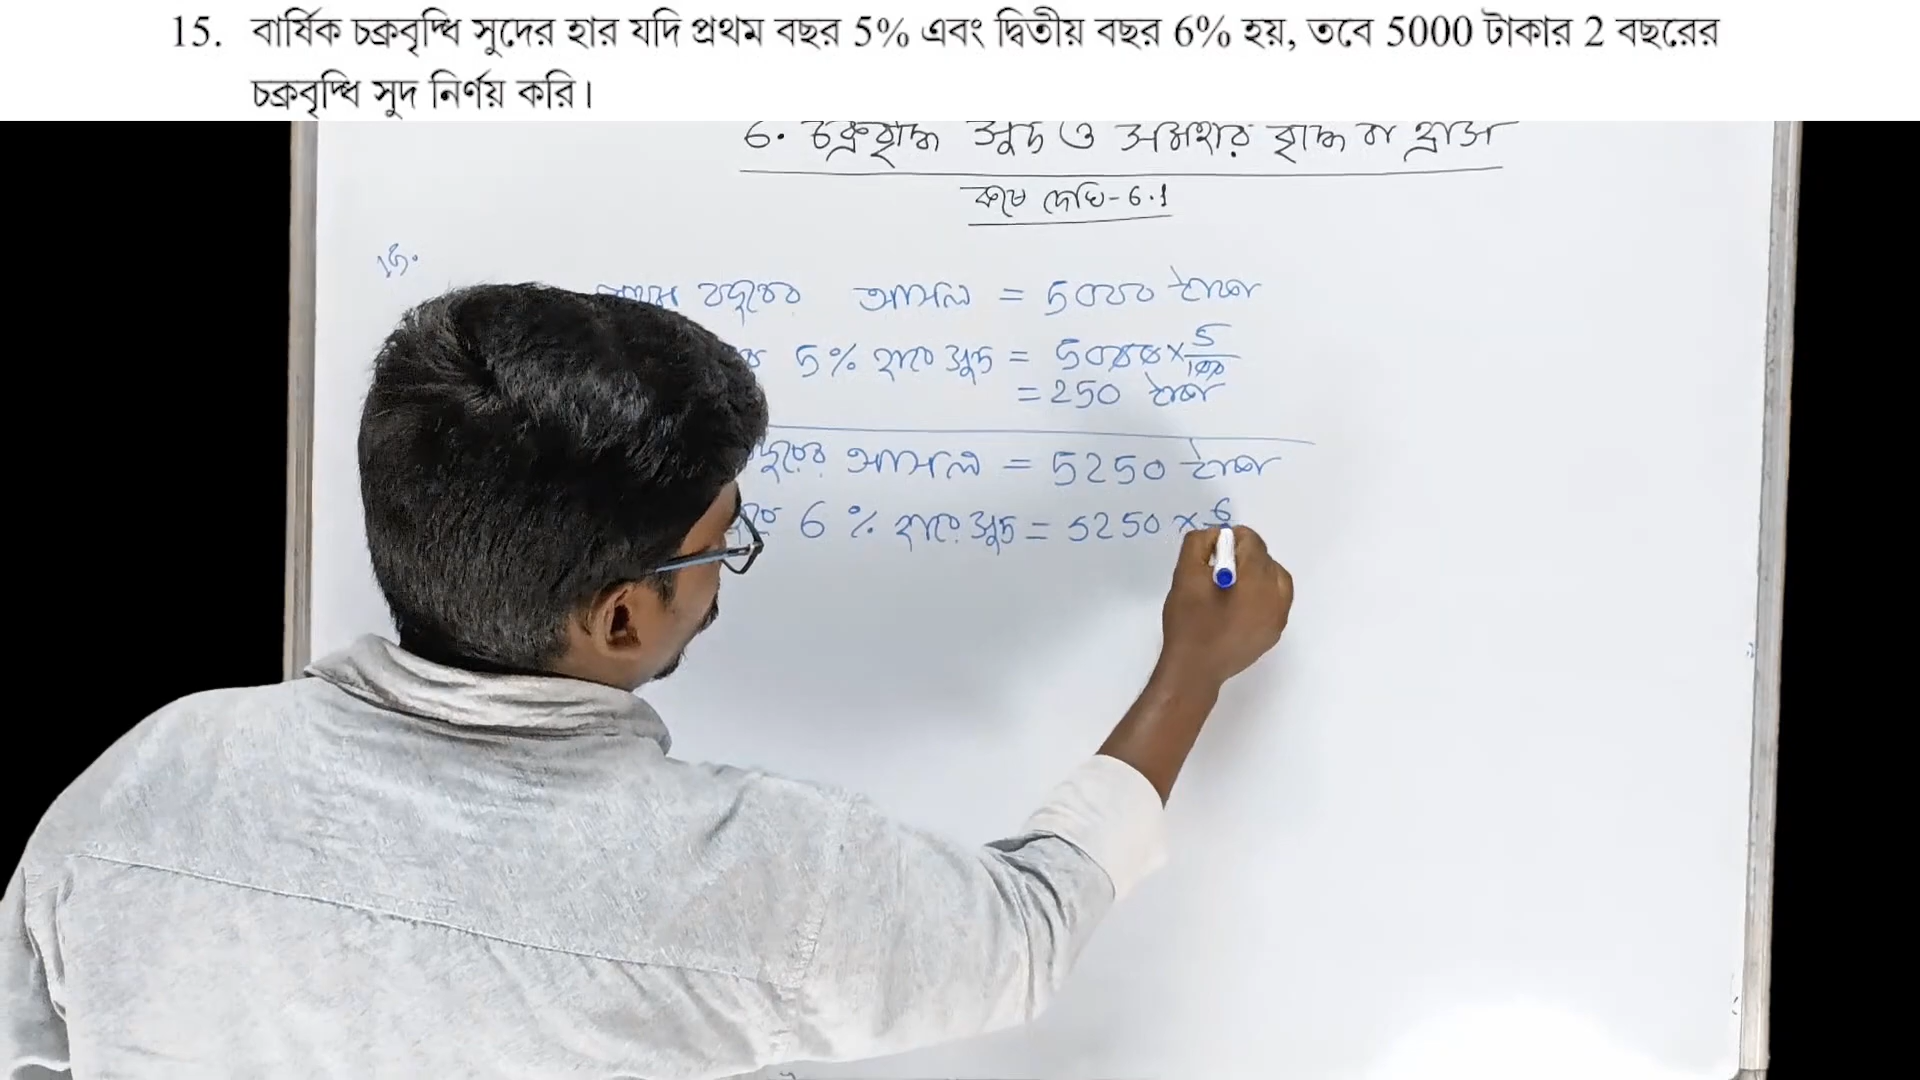 15. বার্ষিক চক্রবৃদ্ধি সুদের হার যদি প্রথম বছর 5% এবং দ্বিতীয় বছর 6% হয়, তবে 5000 টাকার 2 বছরের
চক্রবৃদ্ধি সুদ নির্ণয় করি।
6. চক্রবৃদ্ধি সুদ ও সমহার বৃদ্ধি বা হ্রাস
কষে দেখি - 6.1
15.
বছরের আসল = 5000 টাকা
5% হারে সুদ = 5000 × 5/100
= 250 টাকা
আসল = 5250 টাকা
6% হারে সুদ = 5250 × 6